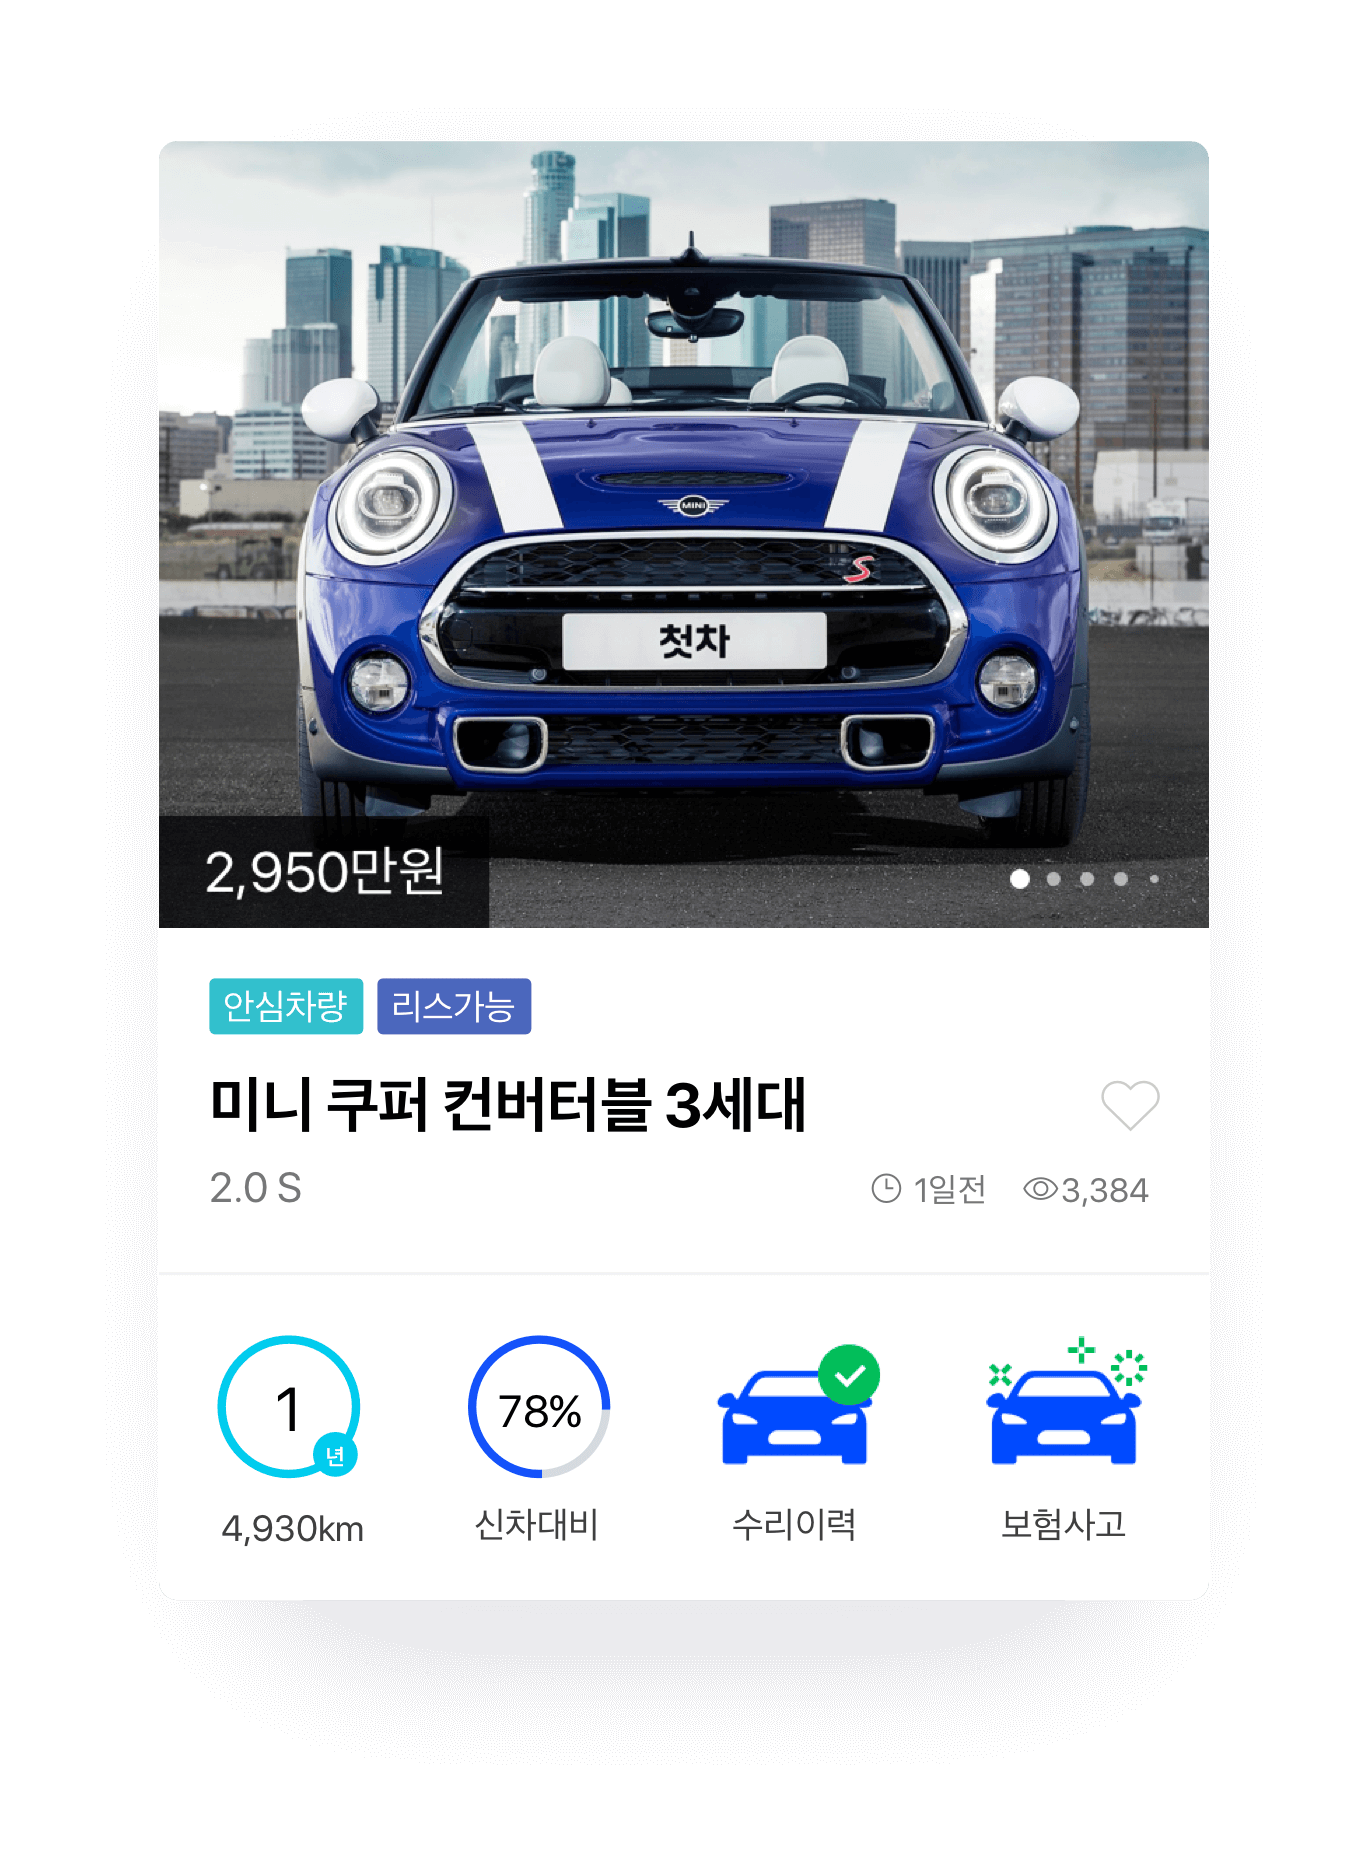 MINI
S
첫차
2,950만원
안심차량 리스가능
미니 쿠퍼 컨버터블 3세대
2.0 S
1일전 3,384
1 년
78%
4,930km
신차대비
수리이력
보험사고